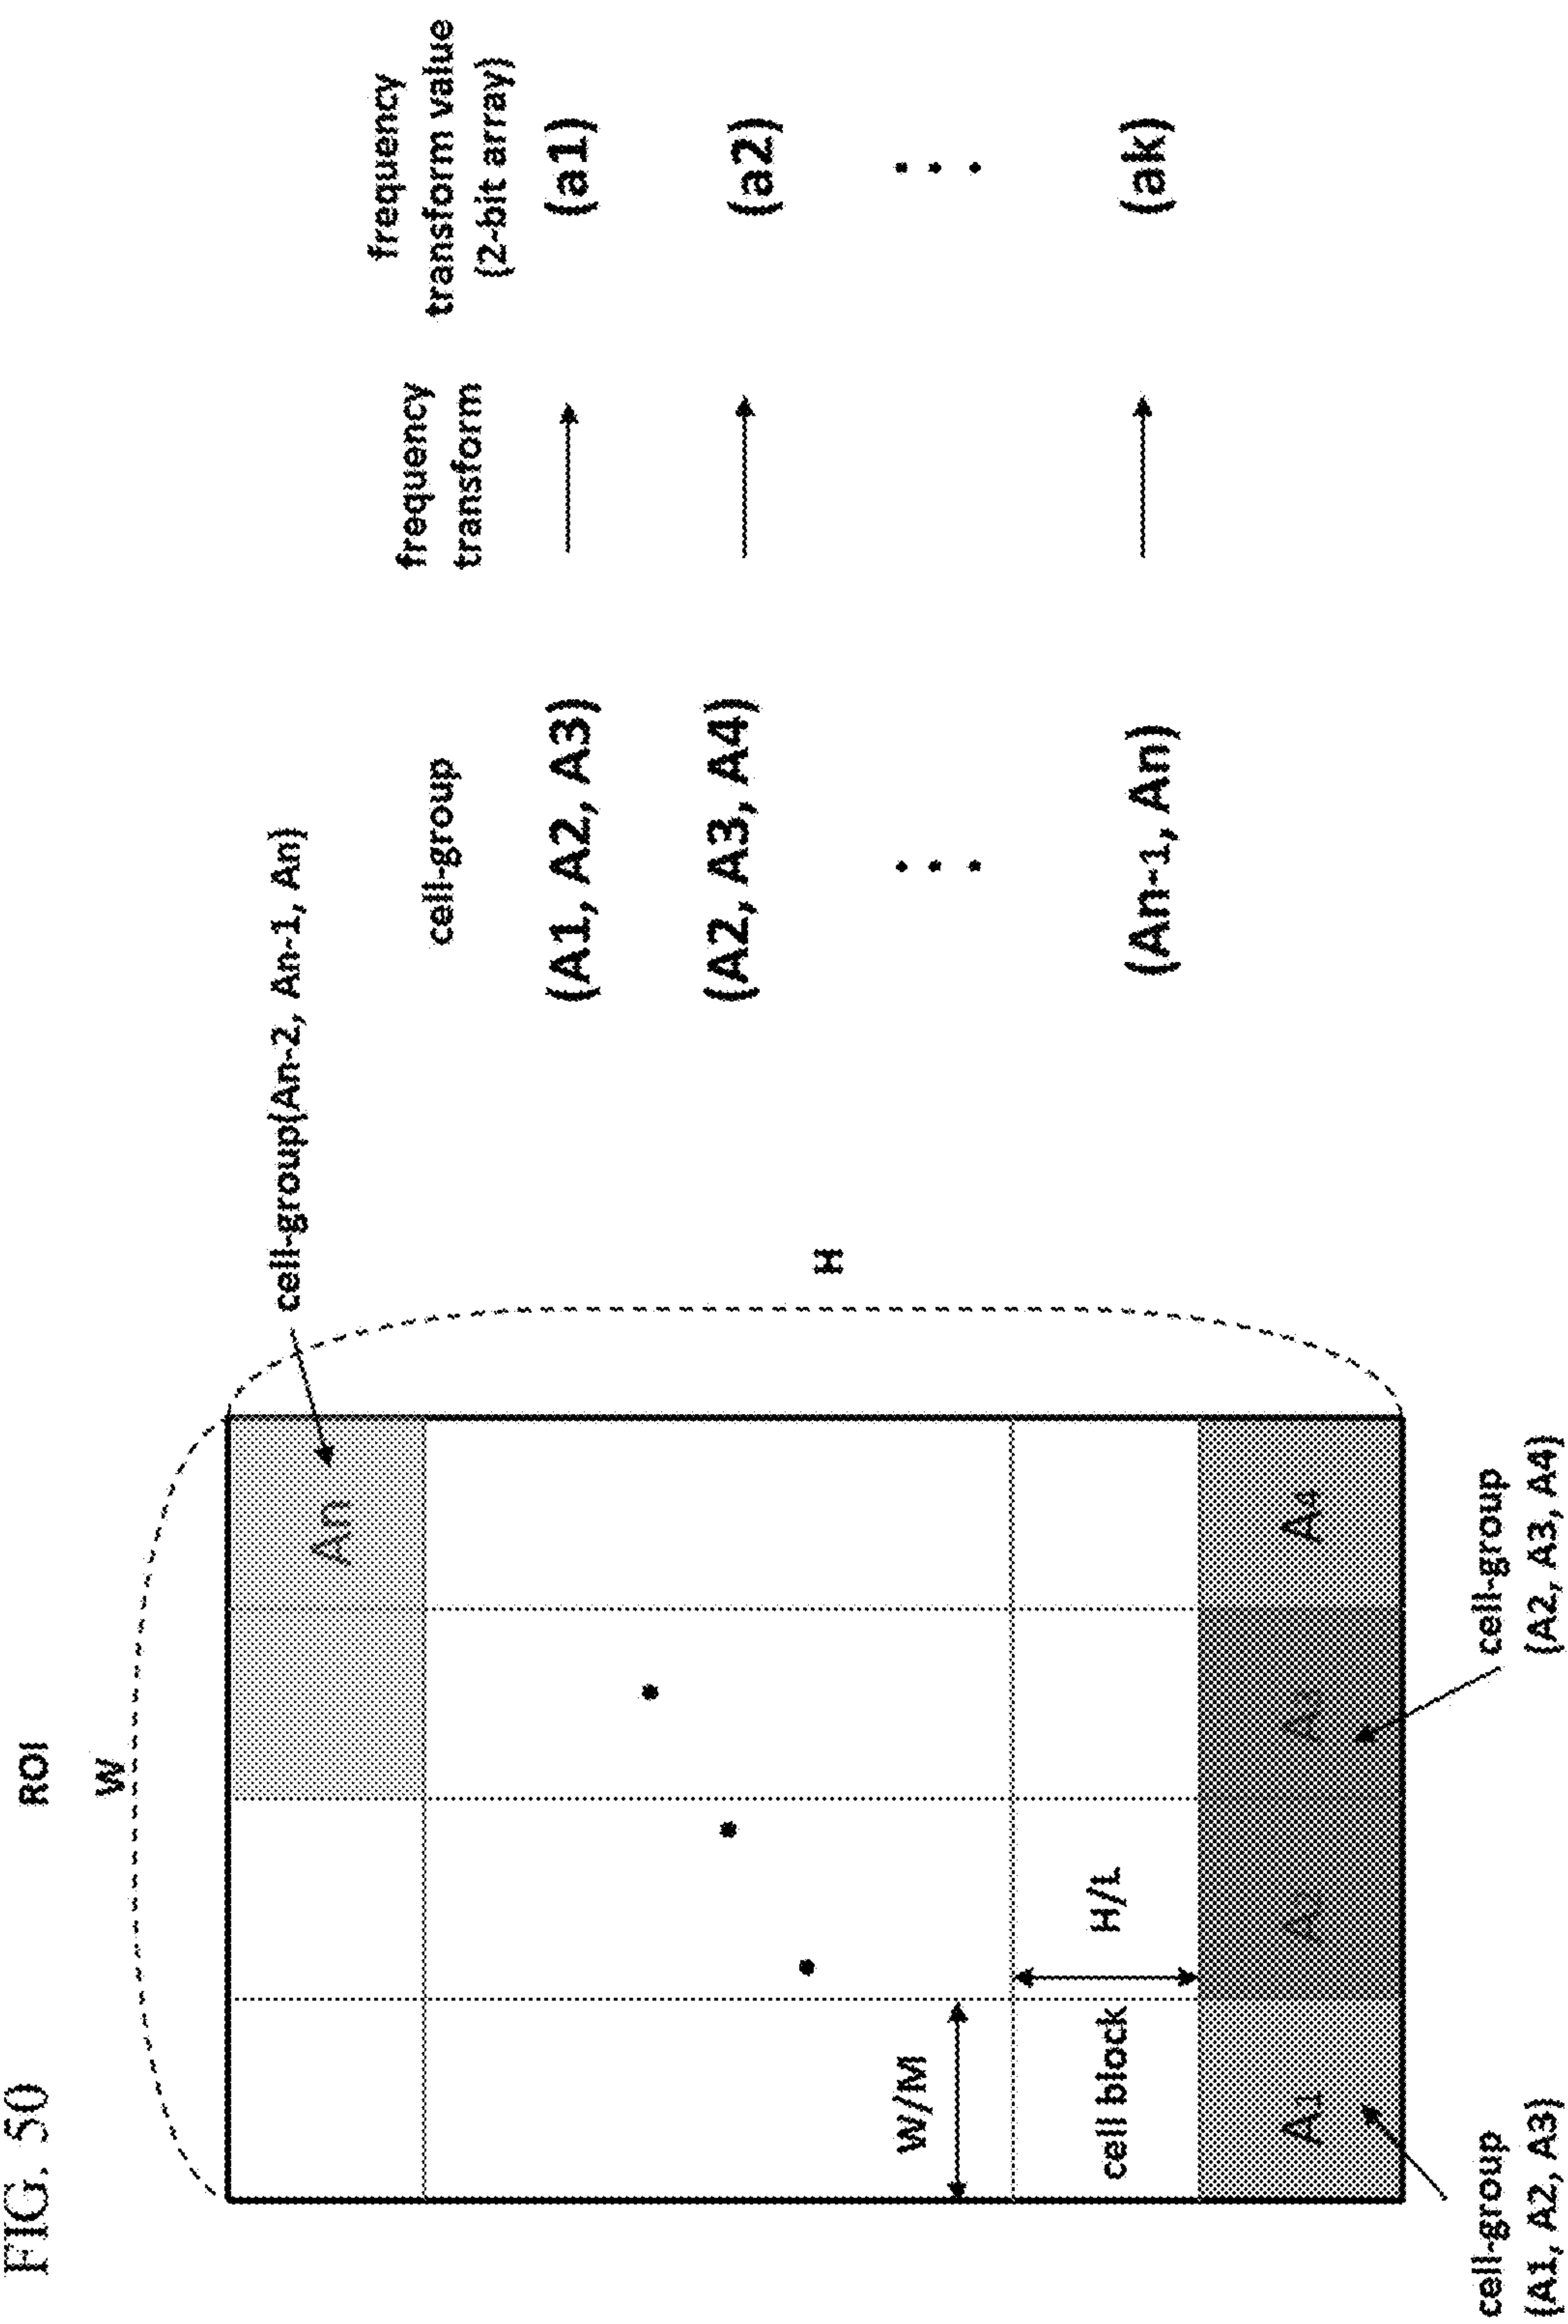 FIG. 50
ROI
W
An
cell-group(An-2, An-1, An)
H
W/M
H/L
cell block
A1
A2
A3
A4
cell-group
(A1, A2, A3)
cell-group
(A2, A3, A4)
cell-group
frequency
transform
frequency
transform value
(2-bit array)
(A1, A2, A3)
(a1)
(A2, A3, A4)
(a2)
(An-1, An)
(ak)